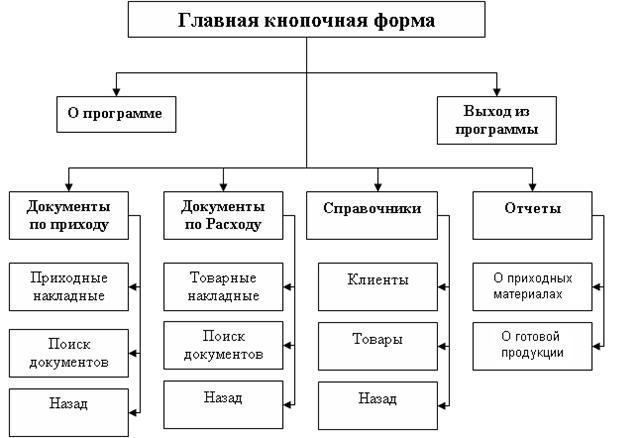 Главная кнопочная форма
О программе
Выход из
программы
Документы
по приходу
Документы
по Расходу
Справочники
Отчеты
Приходные
накладные
Товарные
накладные
Клиенты
О приходных
материалах
Поиск
документов
Поиск
документов
Товары
О готовой
продукции
Назад
Назад
Назад